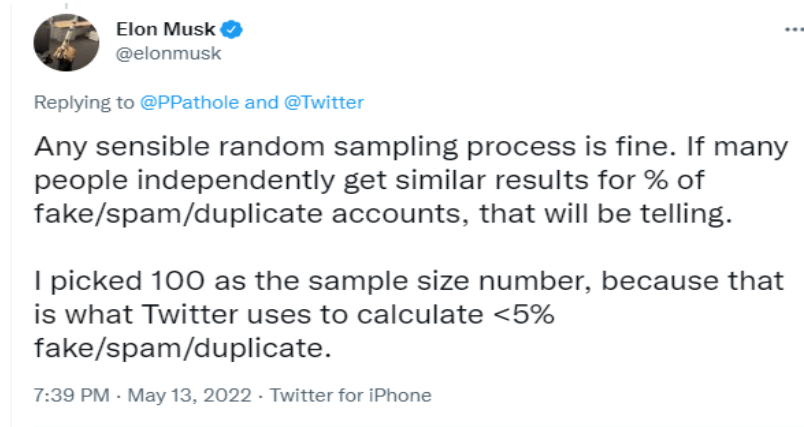 Elon Musk
@elonmusk
Replying to @PPathole and @Twitter
Any sensible random sampling process is fine. If many
people independently get similar results for % of
fake/spam/duplicate accounts, that will be telling.
I picked 100 as the sample size number, because that
is what Twitter uses to calculate <5%
fake/spam/duplicate.
7:39 PM · May 13, 2022 · Twitter for iPhone